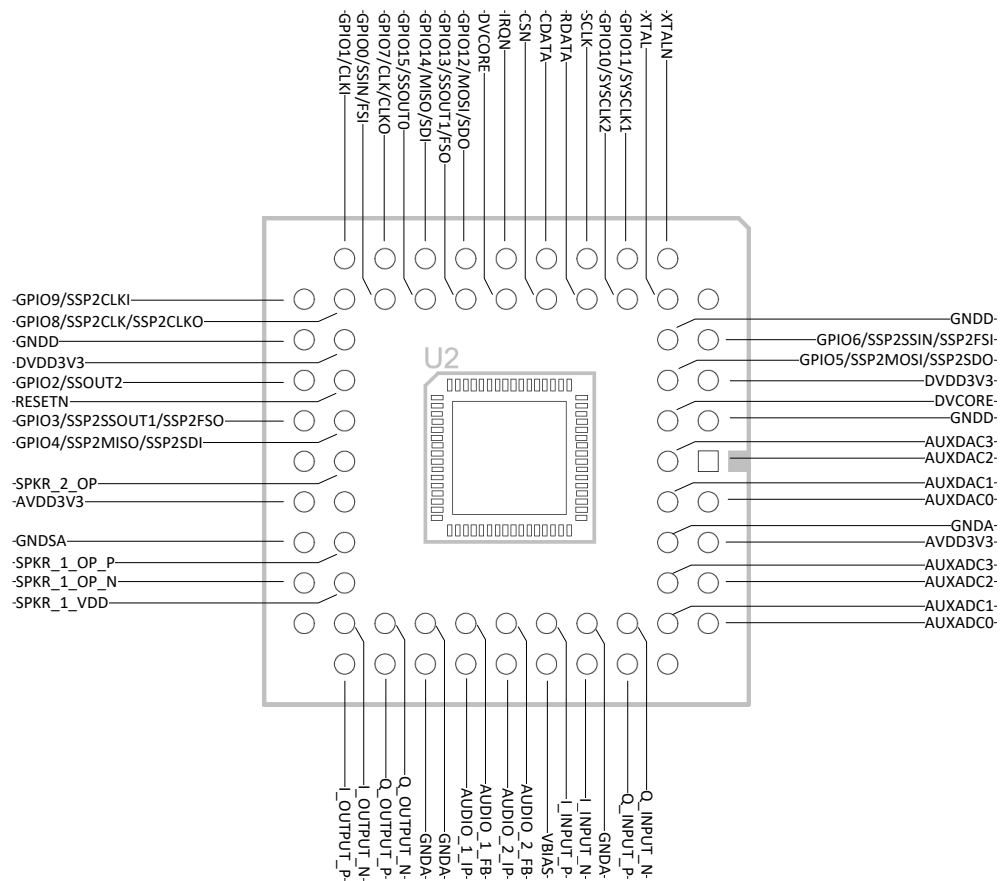 GPIO1/CLKI
GPIO0/SSIN/FSI
GPIO7/CLK/CLKO
GPIO15/SSOUT0
GPIO14/MISO/SDI
GPIO13/SSOUT1/FSO
GPIO12/MOSI/SDO
DVCORE
IRQN
CSN
CDATA
RDATA
SCLK
GPIO10/SYSCLK2
GPIO11/SYSCLK1
XTAL
XTALN
GPIO9/SSP2CLKI
GPIO8/SSP2CLK/SSP2CLKO
GNDD
DVDD3V3
GPIO2/SSOUT2
RESETN
GPIO3/SSP2SSOUT1/SSP2FSO
GPIO4/SSP2MISO/SSP2SDI
SPKR_2_OP
AVDD3V3
GNDSA
SPKR_1_OP_P
SPKR_1_OP_N
SPKR_1_VDD
U2
GNDD
GPIO6/SSP2SSIN/SSP2FSI
GPIO5/SSP2MOSI/SSP2SDO
DVDD3V3
DVCORE
GNDD
AUXDAC3
AUXDAC2
AUXDAC1
AUXDAC0
GNDA
AVDD3V3
AUXADC3
AUXADC2
AUXADC1
AUXADC0
I_OUTPUT_P
I_OUTPUT_N
Q_OUTPUT_P
Q_OUTPUT_N
GNDA
GNDA
AUDIO_1_IP
AUDIO_1_FB
AUDIO_2_IP
AUDIO_2_FB
VBIAS
I_INPUT_P
I_INPUT_N
GNDA
Q_INPUT_P
Q_INPUT_N